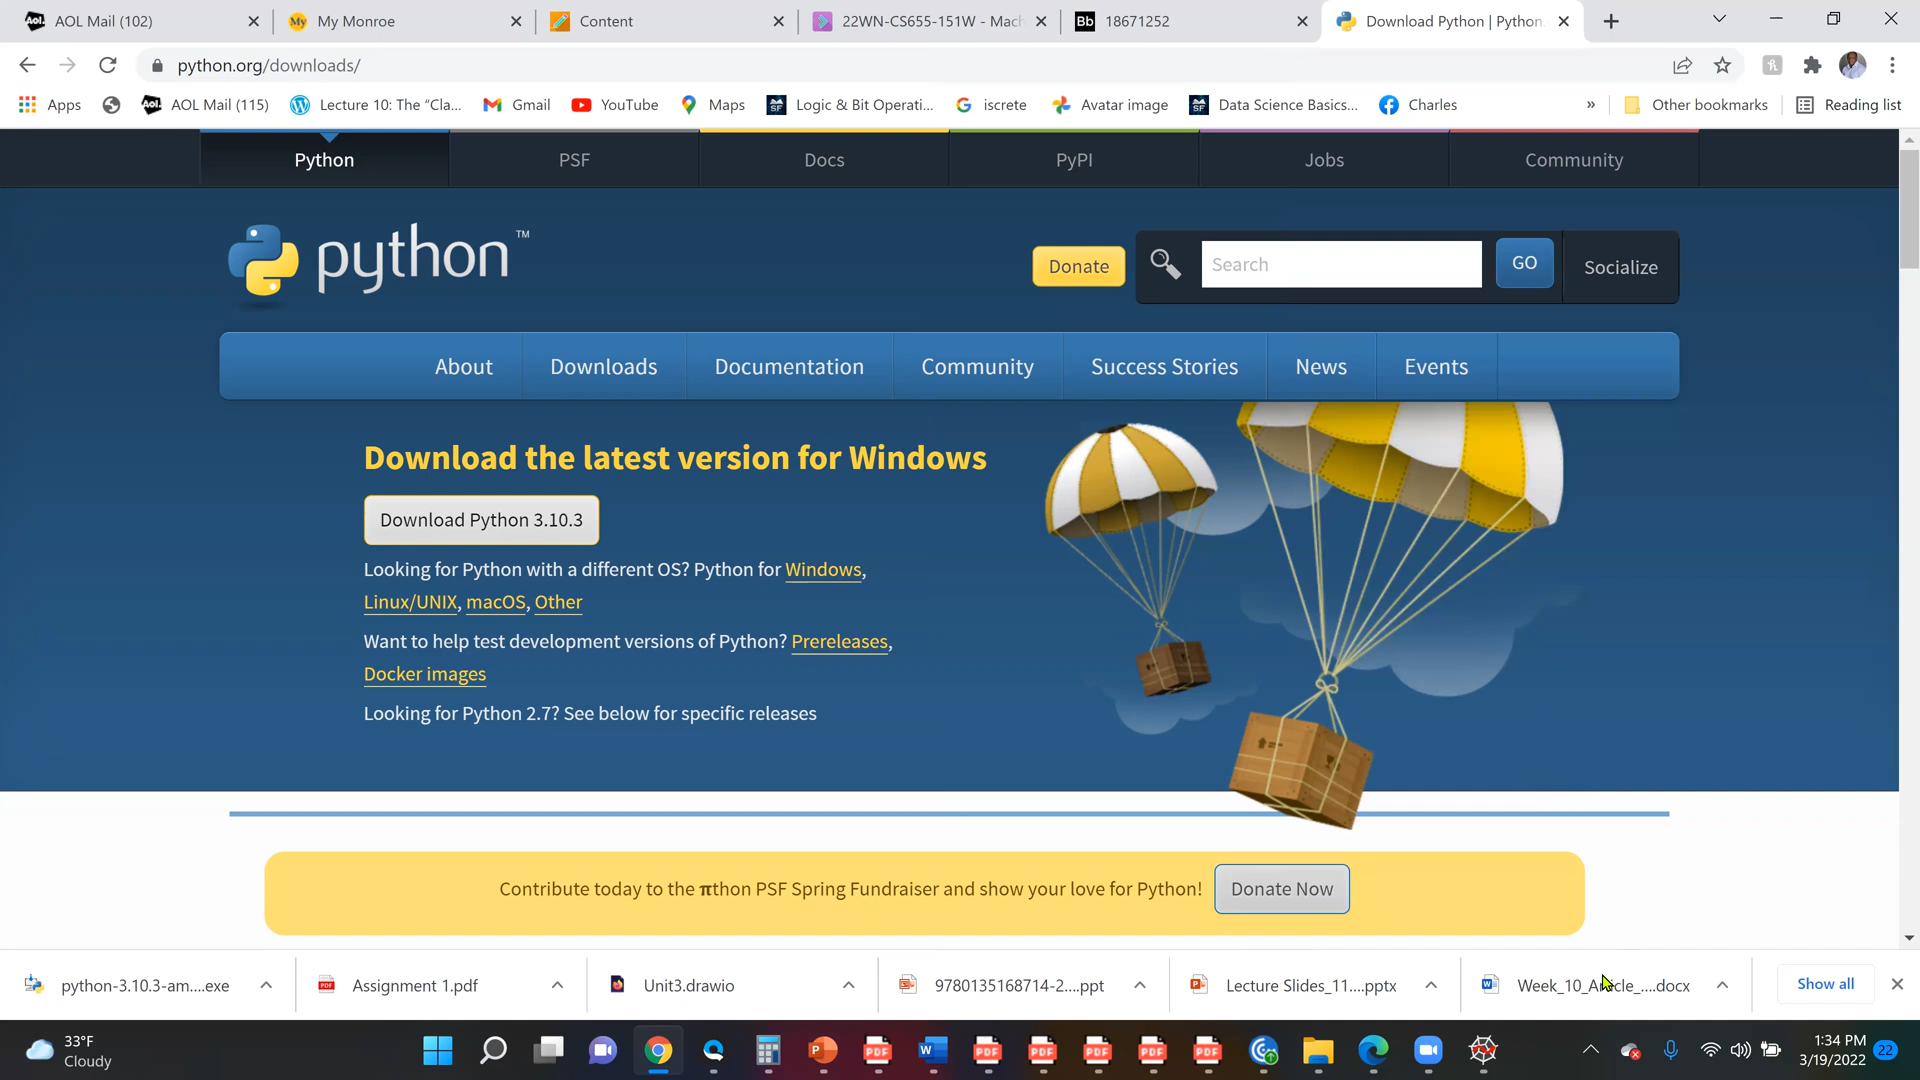 AOL Mail (102)
My Monroe
Content
22WN-CS655-151W - Mach
18671252
Download Python | Python.
python.org/downloads/
Apps
AOL Mail (115)
Lecture 10: The “Cla...
Gmail
YouTube
Maps
Logic & Bit Operati...
iscrete
Avatar image
Data Science Basics...
Charles
»
Other bookmarks
Reading list
Python
PSF
Docs
PyPI
Jobs
Community
python™
Donate
Search
GO
Socialize
About
Downloads
Documentation
Community
Success Stories
News
Events
Download the latest version for Windows
Download Python 3.10.3
Looking for Python with a different OS? Python for Windows,
Linux/UNIX, macOS, Other
Want to help test development versions of Python? Prereleases,
Docker images
Looking for Python 2.7? See below for specific releases
Contribute today to the πthon PSF Spring Fundraiser and show your love for Python!
Donate Now
python-3.10.3-am....exe
Assignment 1.pdf
Unit3.drawio
9780135168714-2....ppt
Lecture Slides_11....pptx
Week_10_Article_....docx
Show all
33°F
Cloudy
1:34 PM
3/19/2022
22